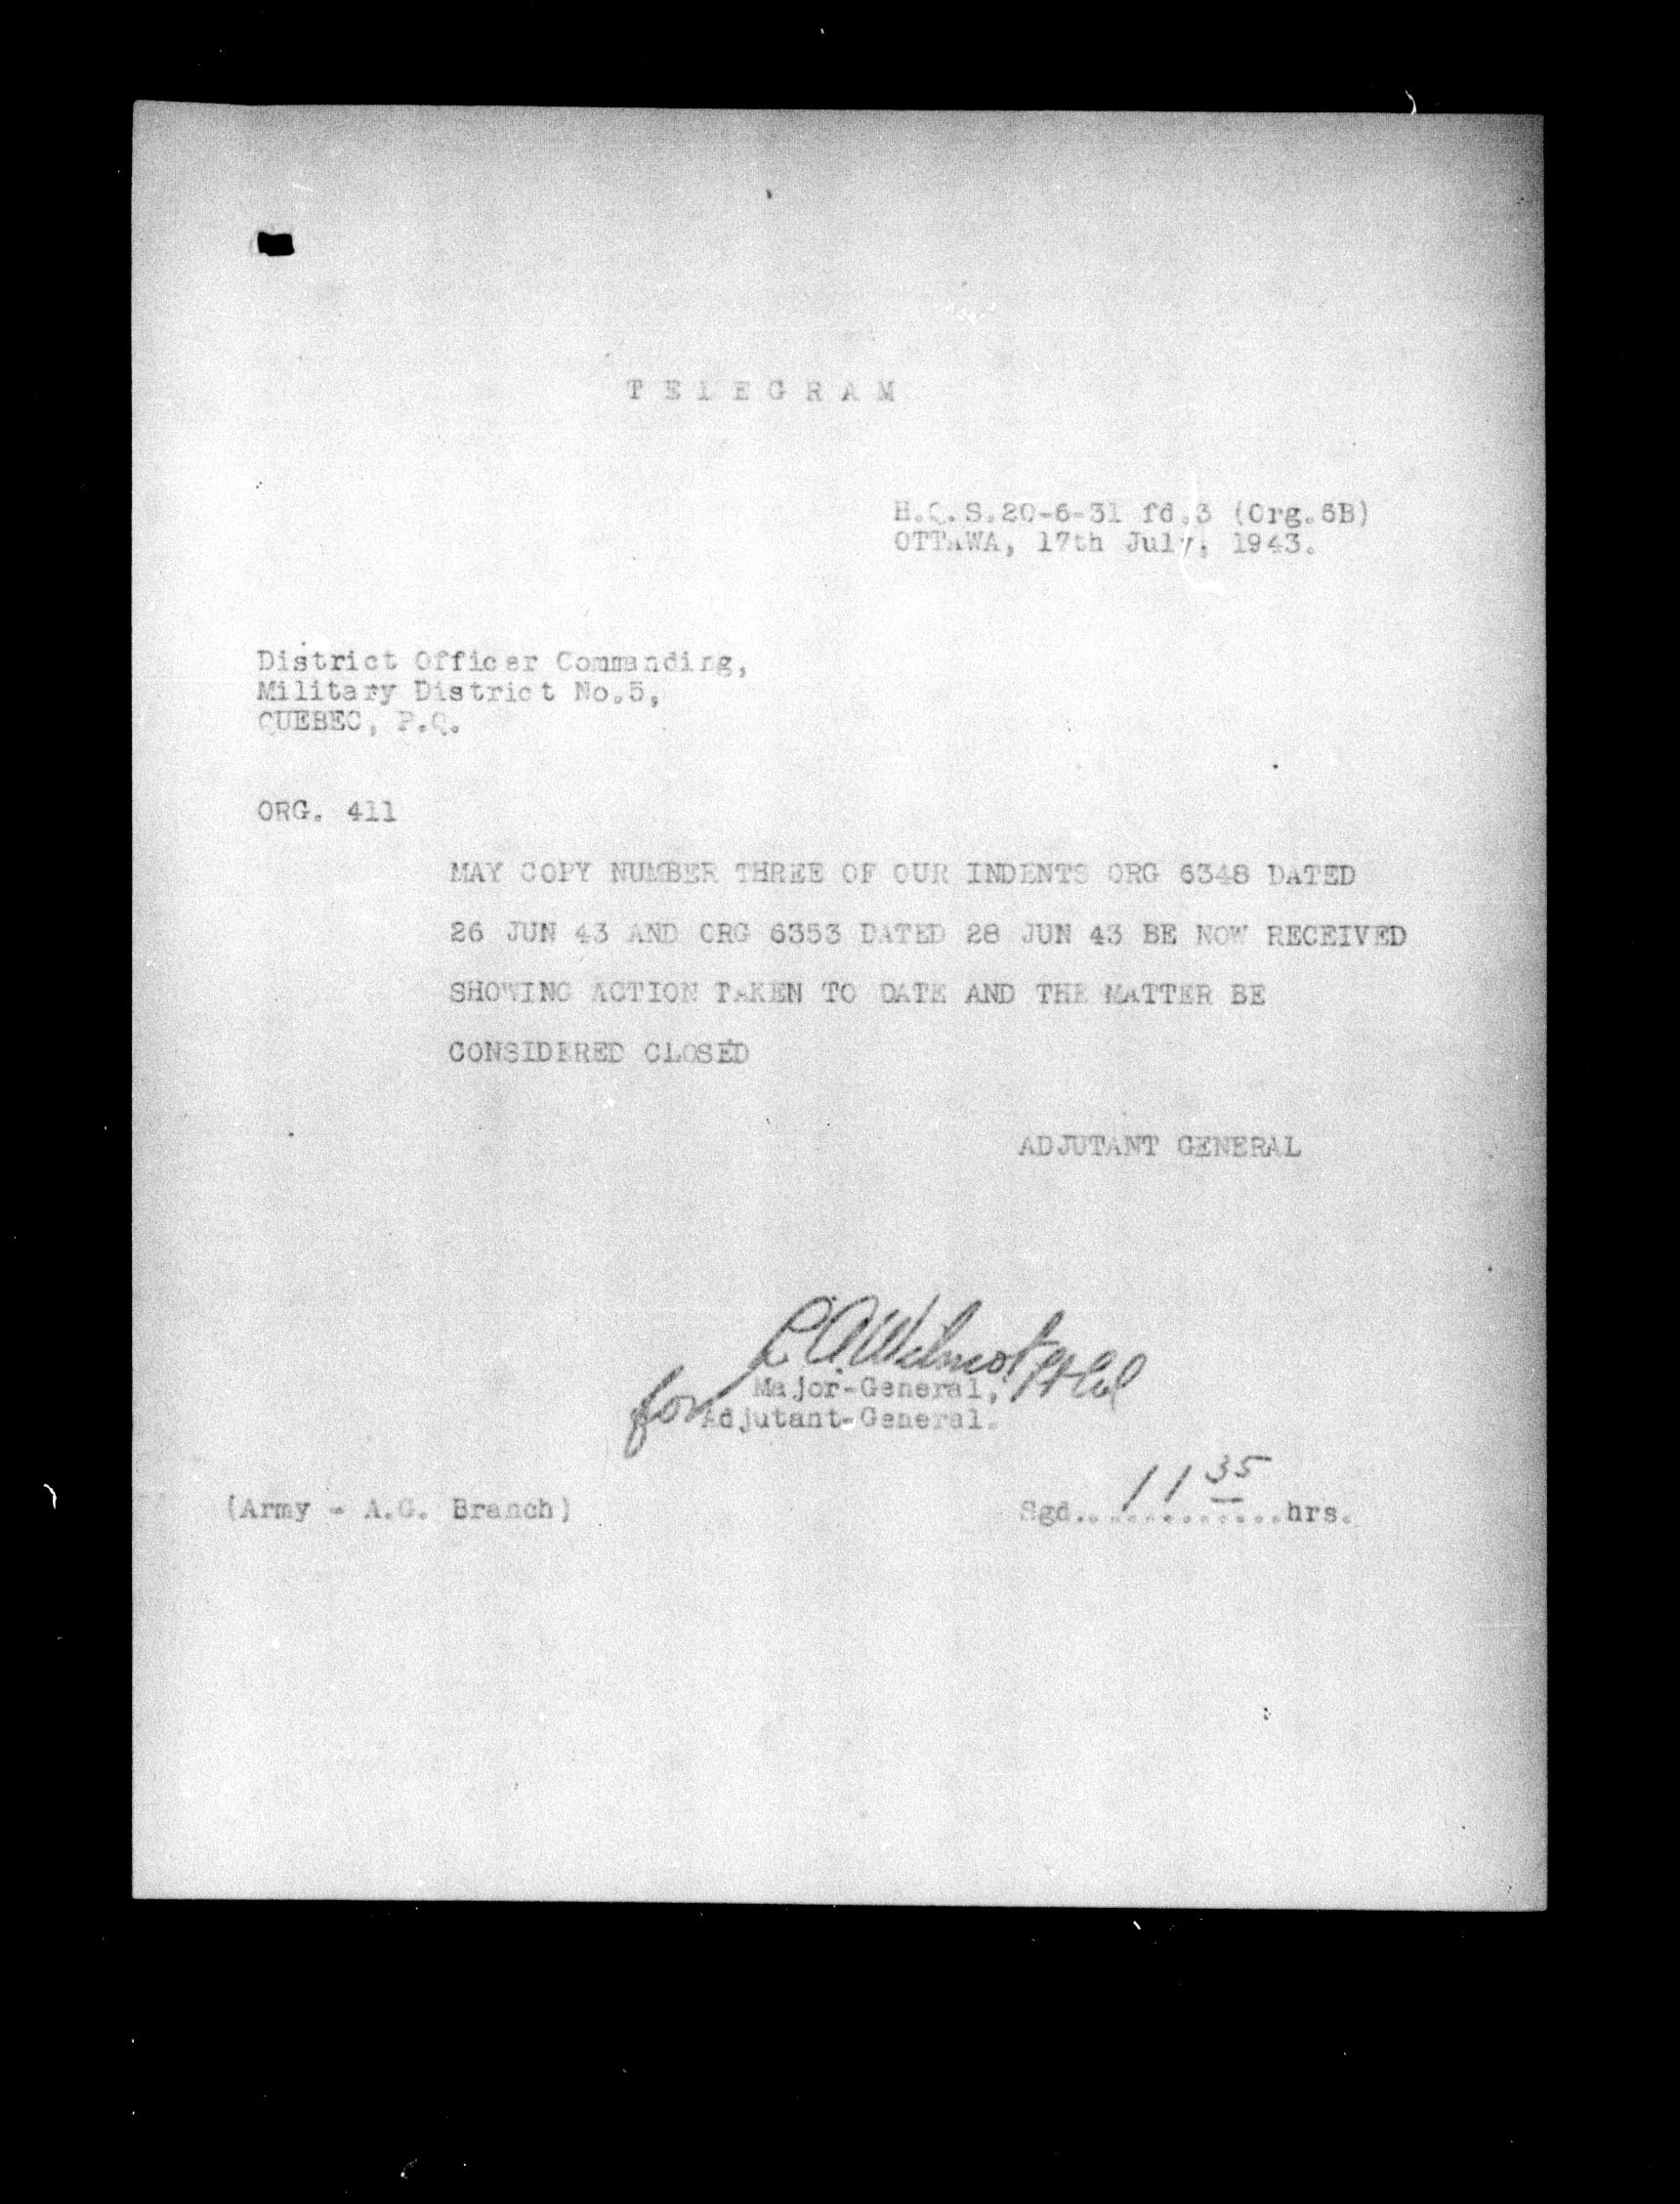 TELEGRAM
H.Q.S.20-6-31 fd.3 (Org.6B)
OTTAWA, 17th July, 1943.
District Officer Commanding,
Military District No.5,
QUEBEC, P.Q.
ORG. 411
MAY COPY NUMBER THREE OF OUR INDENTS ORG 6348 DATED
26 JUN 43 AND ORG 6353 DATED 28 JUN 43 BE NOW RECEIVED
SHOWING ACTION TAKEN TO DATE AND THE MATTER BE
CONSIDERED CLOSED
ADJUTANT GENERAL
Wilmot
Major-General,
for Adjutant-General.
(Army - A.G. Branch)
Sgd..1135..hrs.